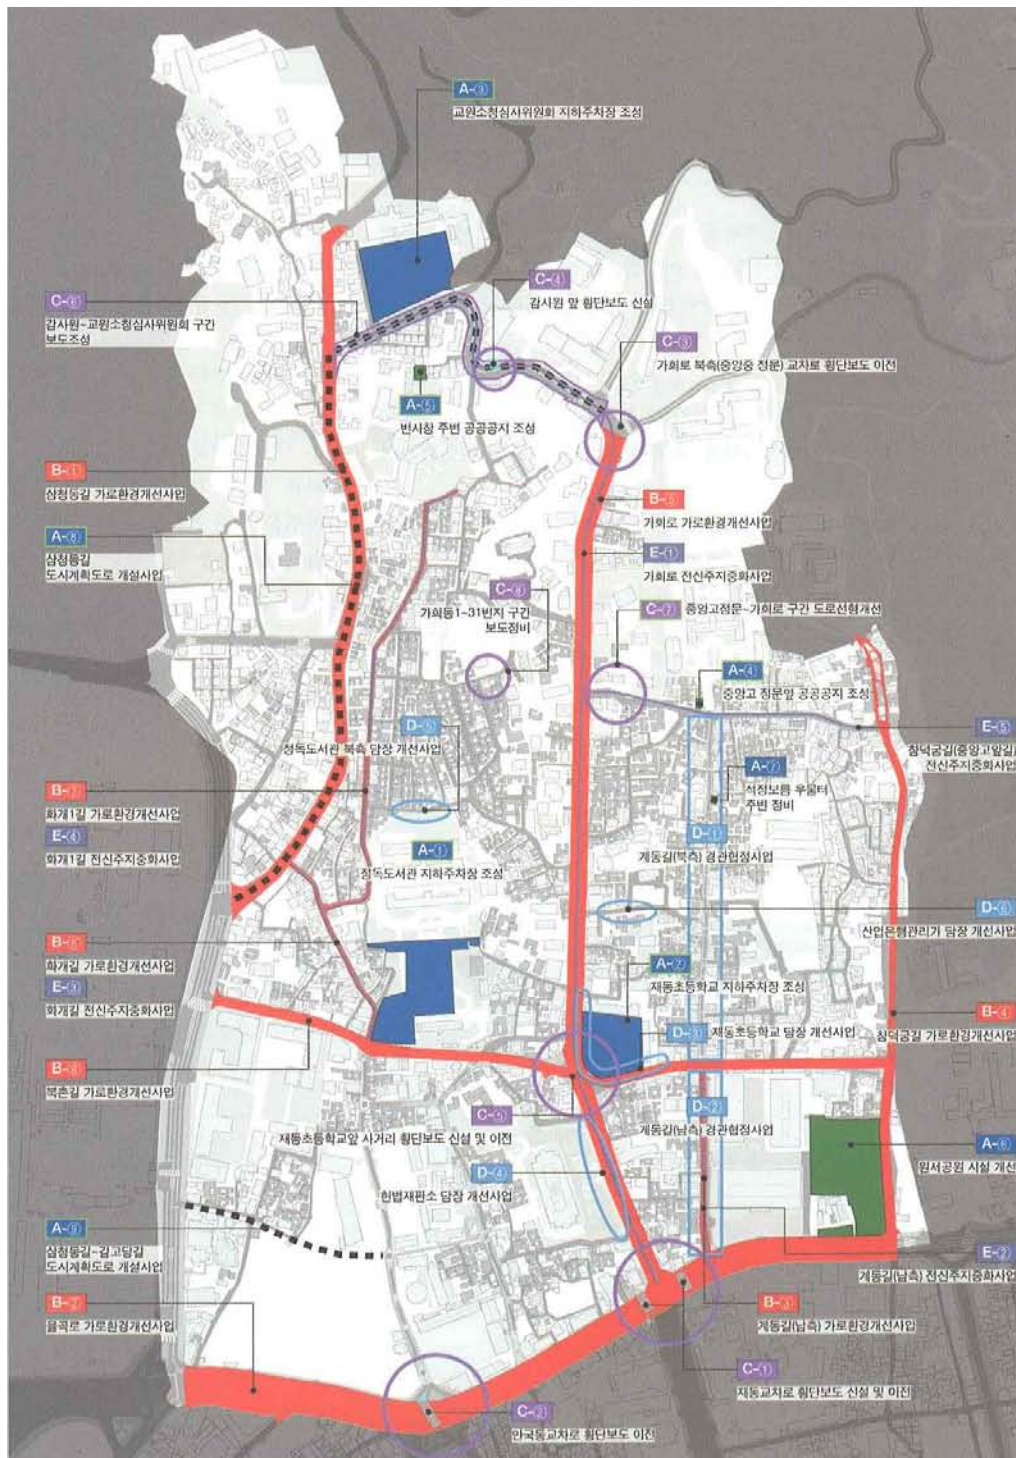 A-③
교원소청심사위원회 지하주차장 조성
C-④
감사원 앞 횡단보도 신설
C-⑥
감사원~교원소청심사위원회 구간
보도조성
C-③
가회로 북측(중앙중 정문) 교차로 횡단보도 이전
A-⑤
번사창 주변 공공공지 조성
B-①
삼청동길 가로환경개선사업
B-⑤
가회로 가로환경개선사업
A-⑧
삼청동길
도시계획도로 개설사업
E-①
가회로 전신주지중화사업
C-⑧
가회동1~31번지 구간
보도정비
C-⑦
중앙고정문~가회로 구간 도로선형개선
A-④
중앙고 정문앞 공공공지 조성
D-⑤
정독도서관 북측 담장 개선사업
E-⑤
창덕궁길(중앙고앞길)
전신주지중화사업
A-⑦
석정보름 우물터
주변 정비
B-⑦
화개1길 가로환경개선사업
E-④
화개1길 전신주지중화사업
D-①
계동길(북측) 경관협정사업
A-①
정독도서관 지하주차장 조성
D-⑥
산업은행관리가 담장 개선사업
B-⑥
화개길 가로환경개선사업
E-③
화개길 전신주지중화사업
A-②
재동초등학교 지하주차장 조성
B-④
창덕궁길 가로환경개선사업
D-③
재동초등학교 담장 개선사업
B-⑧
북촌길 가로환경개선사업
C-⑤
재동초등학교앞 사거리 횡단보도 신설 및 이전
D-②
계동길(남측) 경관협정사업
D-④
헌법재판소 담장 개선사업
A-⑥
원서공원 시설 개선
A-⑨
삼청동길~감고당길
도시계획도로 개설사업
E-②
계동길(남측) 전신주지중화사업
B-②
율곡로 가로환경개선사업
B-③
계동길(남측) 가로환경개선사업
C-①
재동교차로 횡단보도 신설 및 이전
C-②
안국동교차로 횡단보도 이전